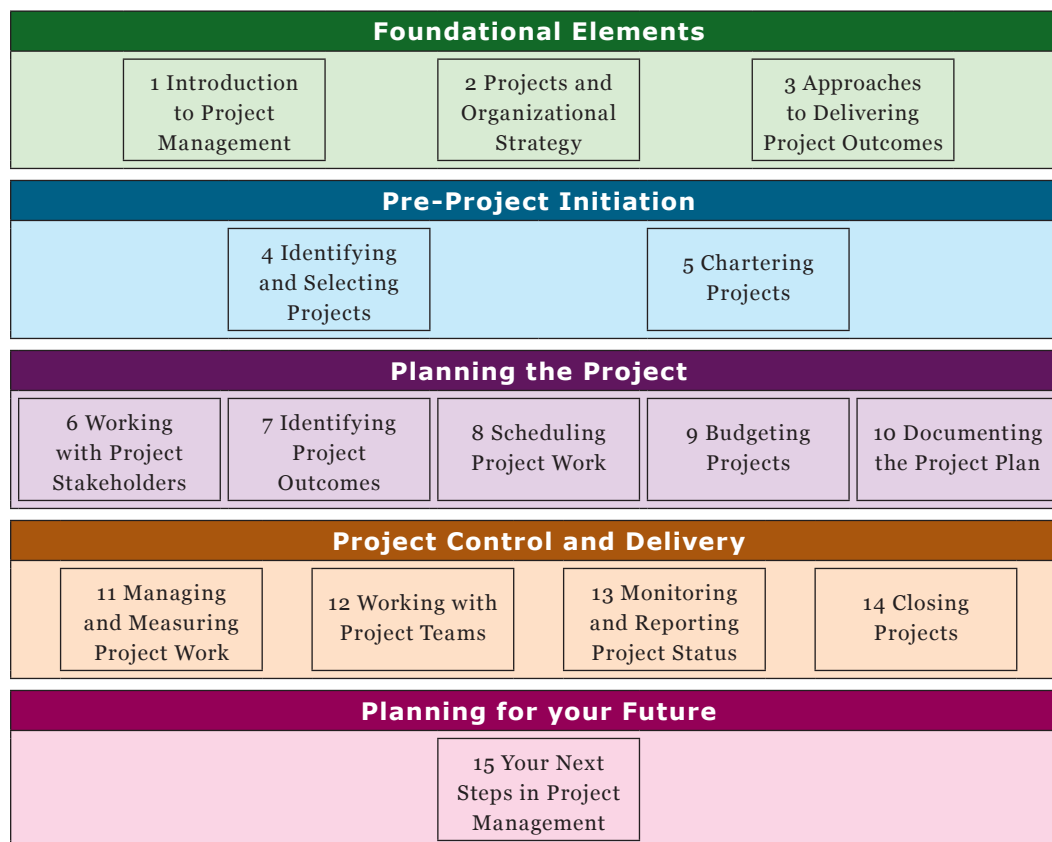 Foundational Elements
1 Introduction
to Project
Management
2 Projects and
Organizational
Strategy
3 Approaches
to Delivering
Project Outcomes
Pre-Project Initiation
4 Identifying
and Selecting
Projects
5 Chartering
Projects
Planning the Project
6 Working
with Project
Stakeholders
7 Identifying
Project
Outcomes
8 Scheduling
Project Work
9 Budgeting
Projects
10 Documenting
the Project Plan
Project Control and Delivery
11 Managing
and Measuring
Project Work
12 Working with
Project Teams
13 Monitoring
and Reporting
Project Status
14 Closing
Projects
Planning for your Future
15 Your Next
Steps in Project
Management